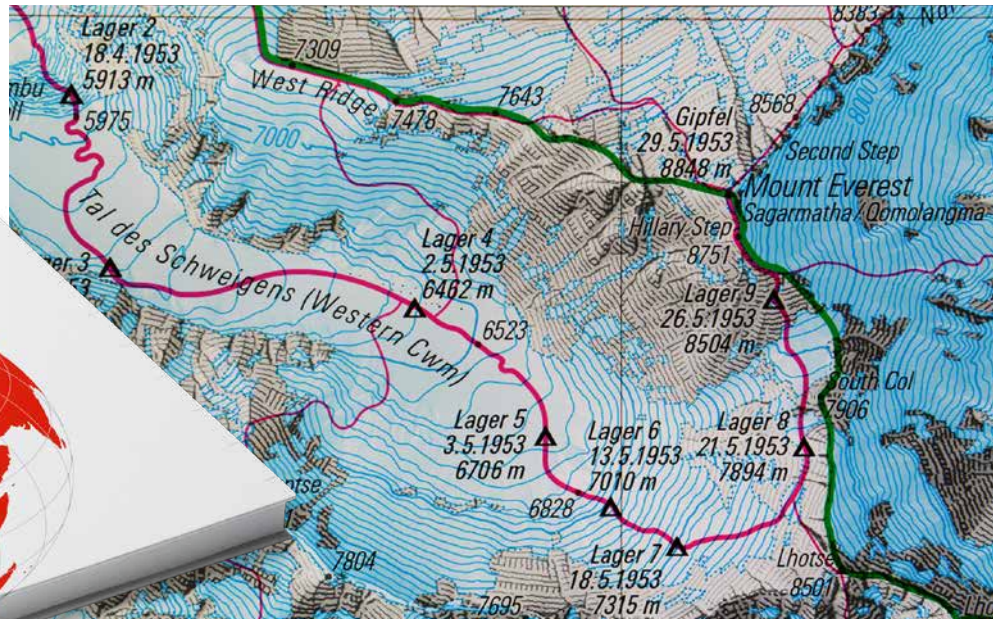 Lager 2
18.4.1953
5913 m
5975
7309
West Ridge
7478
7643
7000
8383
8568
Gipfel
29.5.1953
8848 m
Second Step
Mount Everest
Sagarmatha/Qomolangma
Hillary Step
8751
Tal des Schweigens (Western Cwm)
Lager 4
2.5.1953
6462 m
6523
Lager 9
26.5.1953
8504 m
South Col
7906
Lager 5
3.5.1953
6706 m
Lager 6
13.5.1953
7010 m
Lager 8
21.5.1953
7894 m
6828
Lager 7
18.5.1953
7315 m
7804
7695
Lhotse
8501